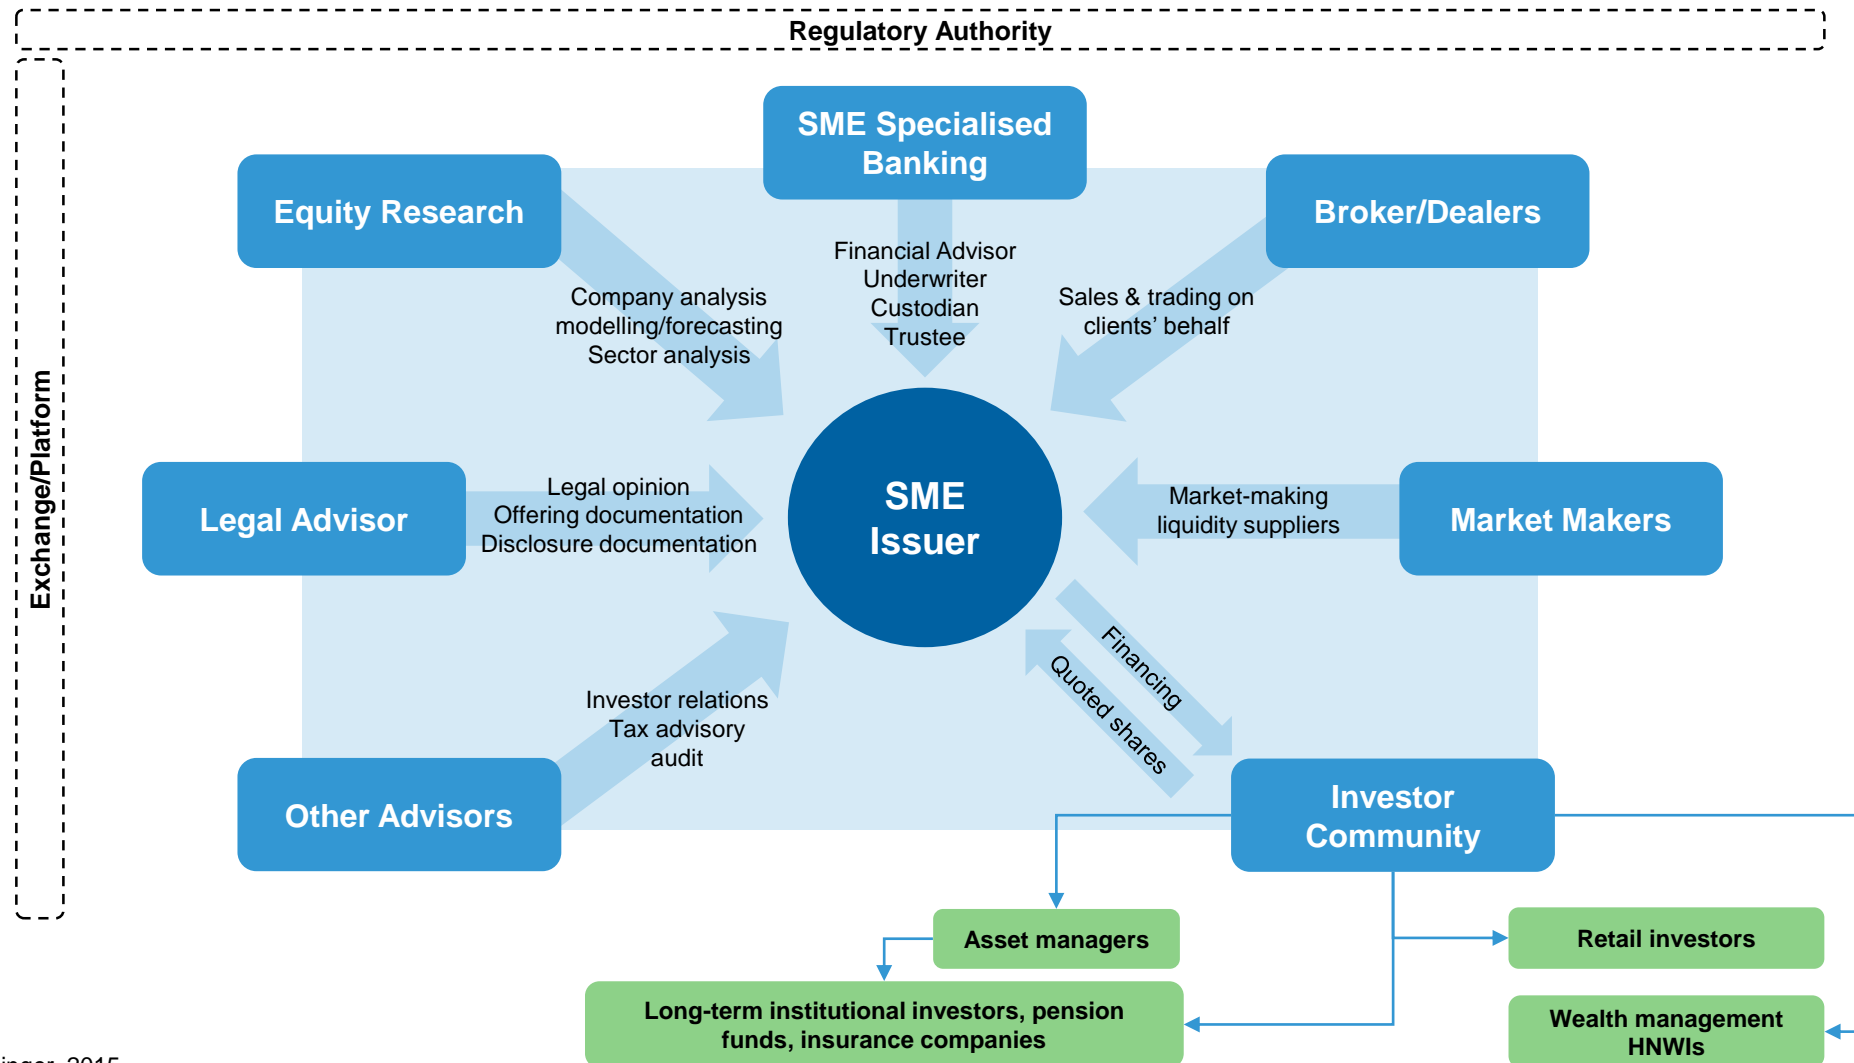 Regulatory Authority
Exchange/Platform
SME Specialised
Banking
Equity Research
Broker/Dealers
Financial Advisor
Underwriter
Custodian
Trustee
Company analysis
modelling/forecasting
Sector analysis
Sales & trading on
clients’ behalf
SME
Issuer
Legal Advisor
Legal opinion
Offering documentation
Disclosure documentation
Market-making
liquidity suppliers
Market Makers
Financing
Quoted shares
Investor relations
Tax advisory
audit
Other Advisors
Investor
Community
Asset managers
Retail investors
Long-term institutional investors, pension
funds, insurance companies
Wealth management
HNWIs
2015